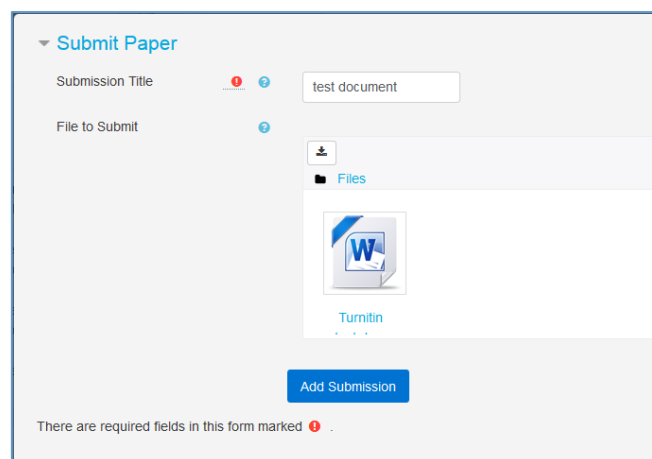 Submit Paper
Submission Title
test document
File to Submit
Files
W
Turnitin
Add Submission
There are required fields in this form marked .